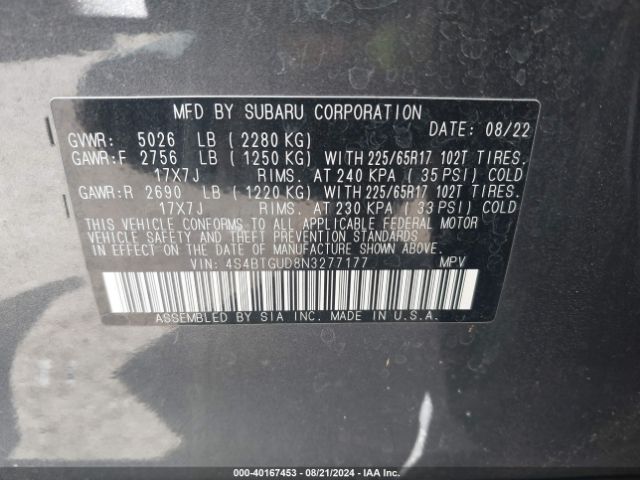 MFD BY SUBARU CORPORATION
DATE: 08/22
GVWR: 5026 LB (2280 KG)
GAWR:F 2756 LB (1250 KG) WITH 225/65R17 102T TIRES.
17X7J RIMS. AT 240 KPA (35 PSI) COLD
GAWR:R 2690 LB (1220 KG) WITH 225/65R17 102T TIRES.
17X7J RIMS. AT 230 KPA (33 PSI) COLD
THIS VEHICLE CONFORMS TO ALL APPLICABLE FEDERAL MOTOR
VEHICLE SAFETY AND THEFT PREVENTION STANDARDS
IN EFFECT ON THE DATE OF MANUFACTURE SHOWN ABOVE.
VIN: 4S4BTGUD8N3277177 MPV
ASSEMBLED BY SIA INC. MADE IN U.S.A.
000-40167453 - 08/21/2024 - IAA Inc.